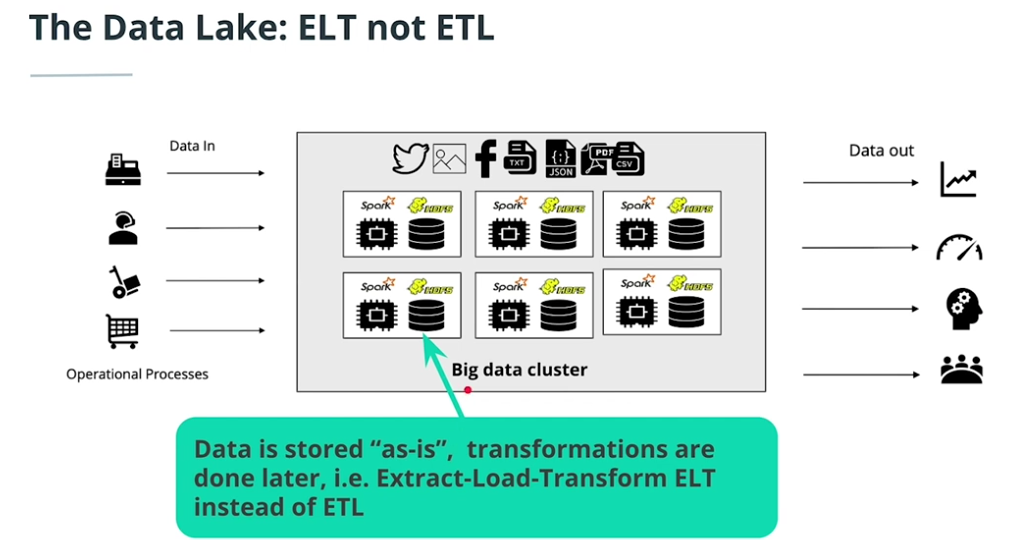 The Data Lake: ELT not ETL
Data In
Data out
TXT
JSON
PDF
CSV
Spark HDFS
Spark HDFS
Spark HDFS
Spark HDFS
Spark HDFS
Spark HDFS
Big data cluster
Operational Processes
Data is stored “as-is”,  transformations are
done later, i.e. Extract-Load-Transform ELT
instead of ETL